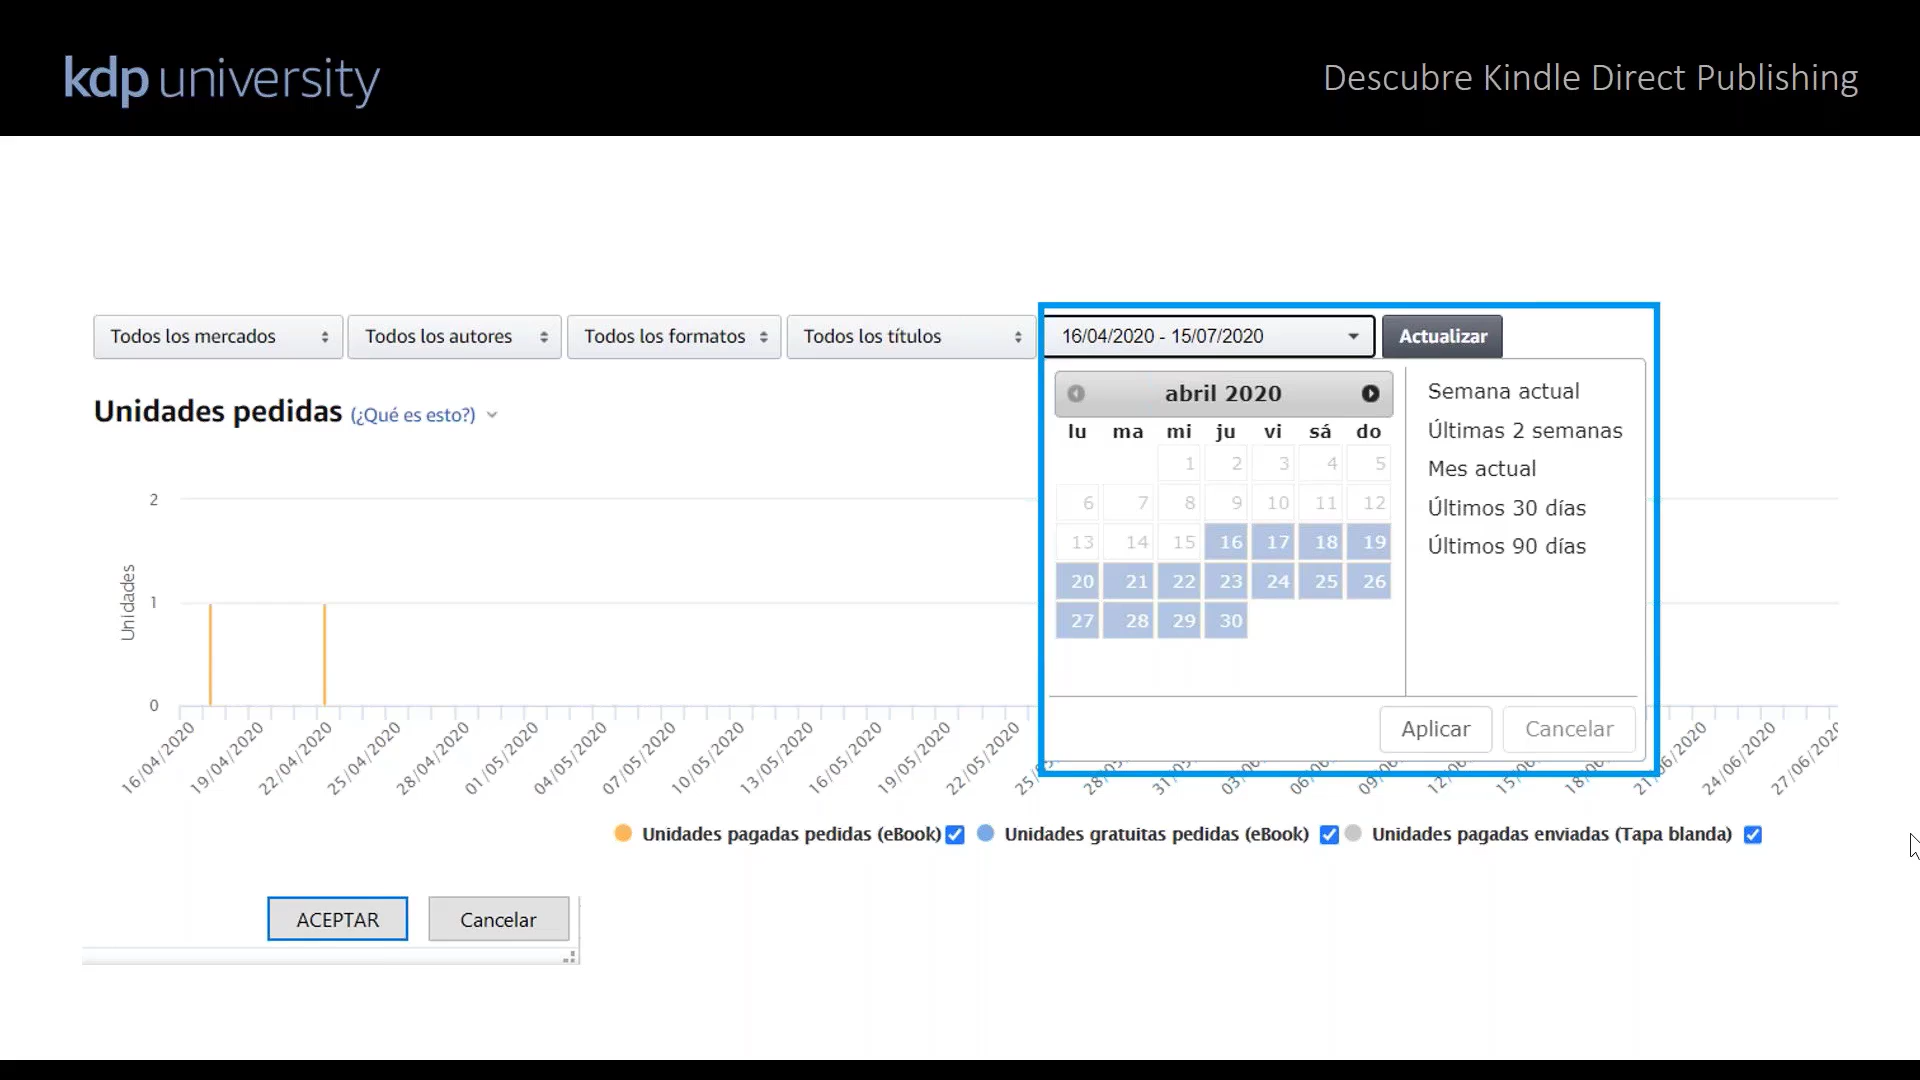 kdp university
Descubre Kindle Direct Publishing
Todos los mercados
Todos los autores
Todos los formatos
Todos los títulos
16/04/2020 - 15/07/2020
Actualizar
Unidades pedidas (¿Qué es esto?)
abril 2020
lu ma mi ju vi sá do
1 2 3 4 5
6 7 8 9 10 11 12
13 14 15 16 17 18 19
20 21 22 23 24 25 26
27 28 29 30
Semana actual
Últimas 2 semanas
Mes actual
Últimos 30 días
Últimos 90 días
Aplicar
Cancelar
Unidades
2
1
0
16/04/2020
19/04/2020
22/04/2020
25/04/2020
28/04/2020
01/05/2020
04/05/2020
07/05/2020
10/05/2020
13/05/2020
16/05/2020
19/05/2020
22/05/2020
21/06/2020
24/06/2020
27/06/2020
Unidades pagadas pedidas (eBook)
Unidades gratuitas pedidas (eBook)
Unidades pagadas enviadas (Tapa blanda)
ACEPTAR
Cancelar